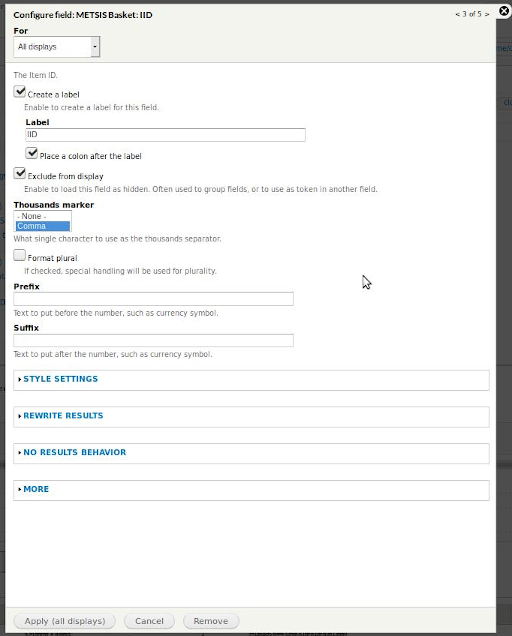 Configure field: METSIS Basket: IID
< 3 of 5 >
For
All displays
The Item ID.
Create a label
Enable to create a label for this field.
Label
IID
Place a colon after the label
Exclude from display
Enable to load this field as hidden. Often used to group fields, or to use as token in another field.
Thousands marker
- None -
Comma
What single character to use as the thousands separator.
Format plural
If checked, special handling will be used for plurality.
Prefix
Text to put before the number, such as currency symbol.
Suffix
Text to put after the number, such as currency symbol.
STYLE SETTINGS
REWRITE RESULTS
NO RESULTS BEHAVIOR
MORE
Apply (all displays)
Cancel
Remove